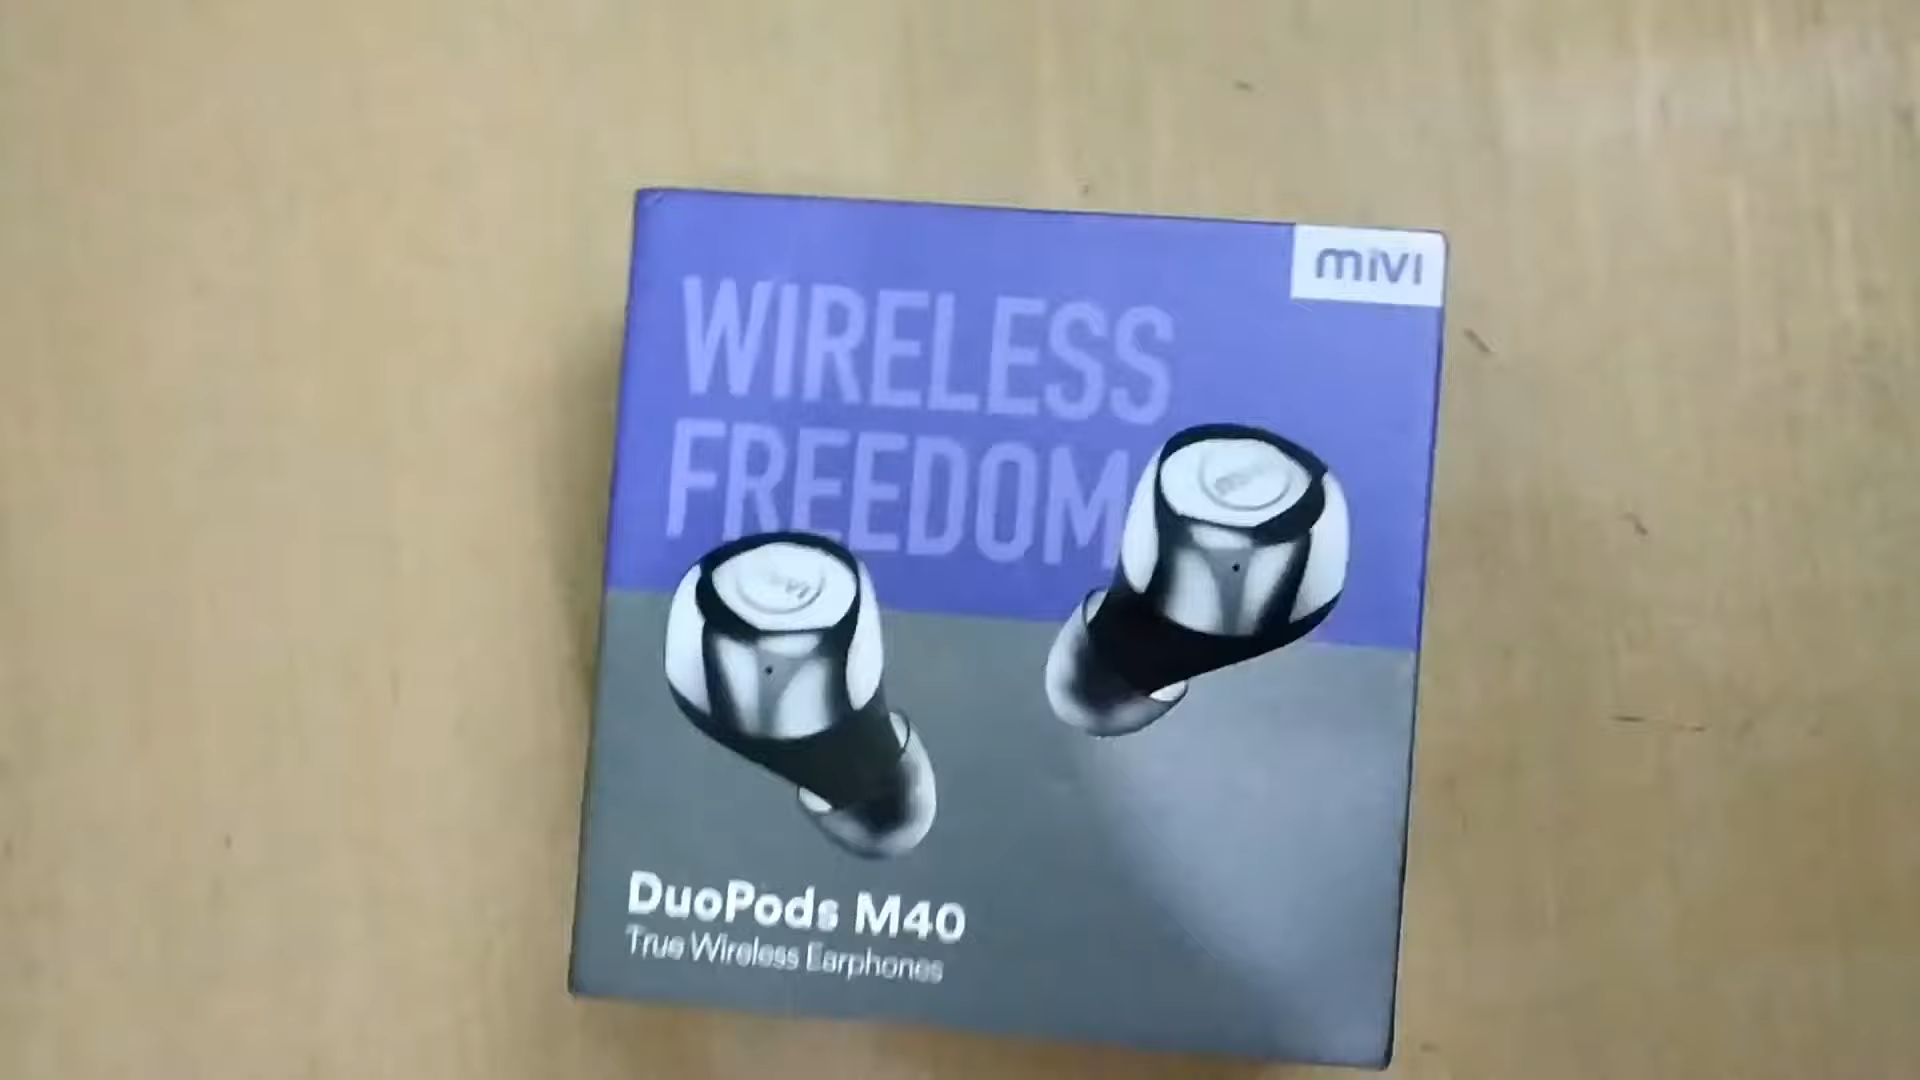 mivi
WIRELESS
FREEDOM
DuoPods M40
True Wireless Earphones